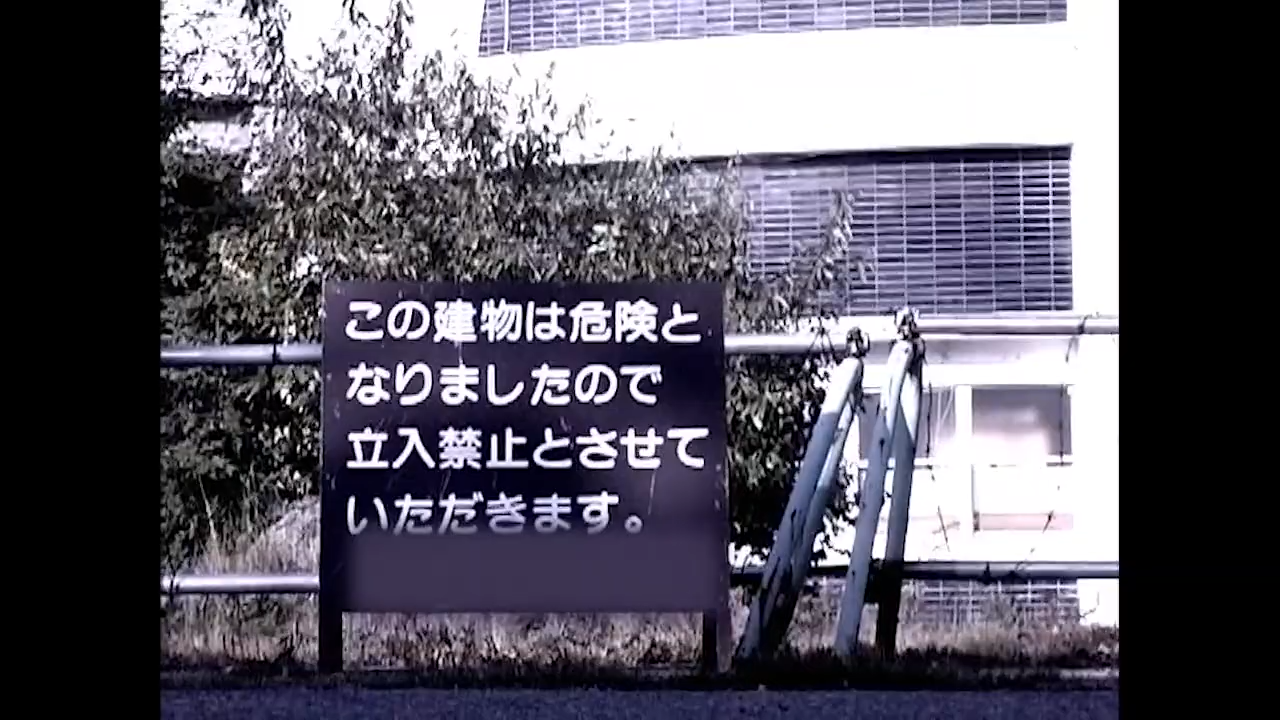 この建物は危険と
なりましたので
立入禁止とさせて
いただきます。